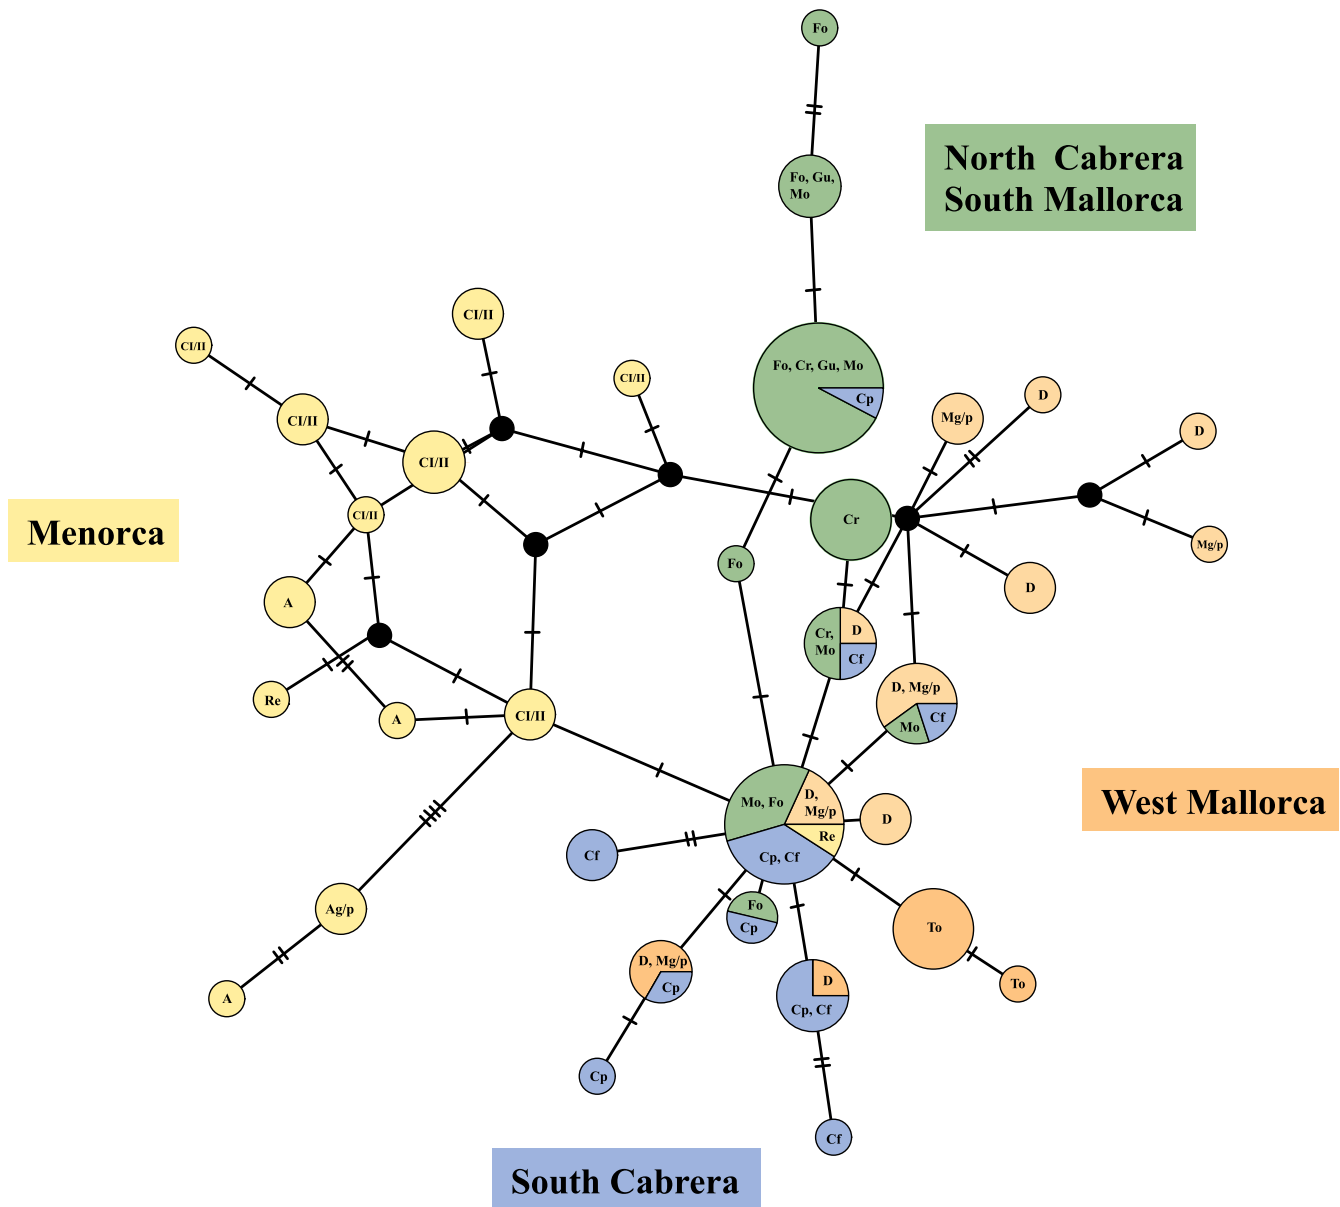 Fo
North Cabrera
South Mallorca
Fo, Gu,
Mo
CI/II
CI/II
Fo, Cr, Gu, Mo
CI/II
Cp
D
Mg/p
CI/II
D
CI/II
Menorca
CI/II
Cr
Mg/p
Fo
D
A
Cr,
Mo
D
Cf
Re
D, Mg/p
Cf
Mo
A
CI/II
West Mallorca
Mo, Fo
D,
Mg/p
D
Re
Cf
Cp, Cf
Ag/p
Fo
Cp
To
D, Mg/p
Cp
D
Cp, Cf
To
A
Cp
Cf
South Cabrera